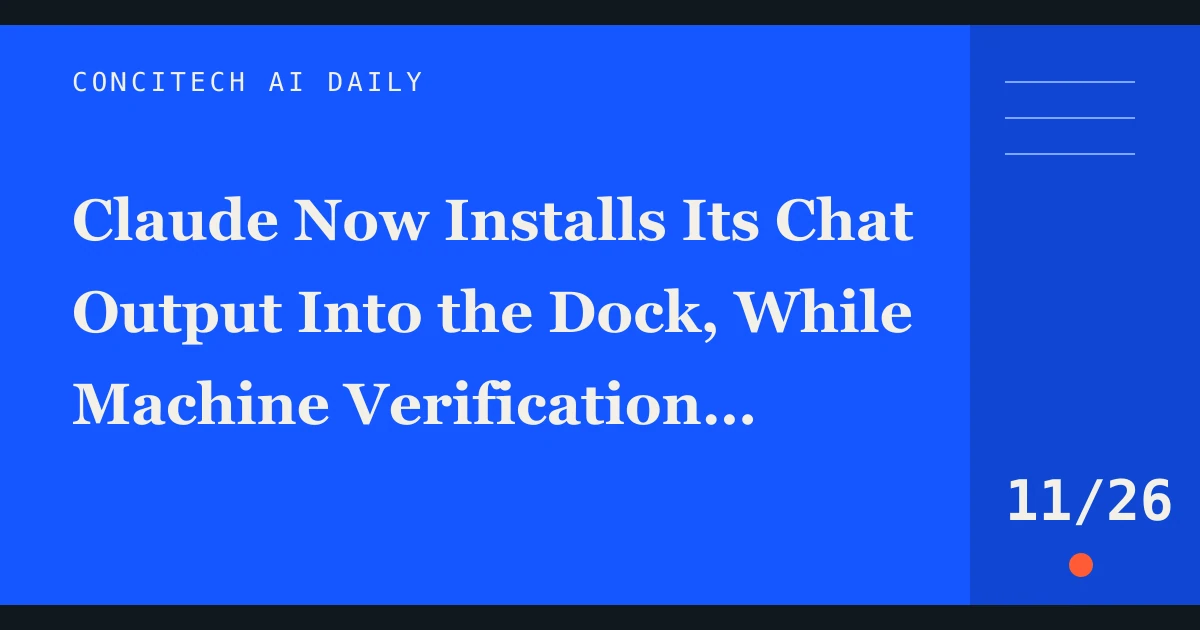 CONCITECH AI DAILY
Claude Now Installs Its Chat
Output Into the Dock, While
Machine Verification...
11/26